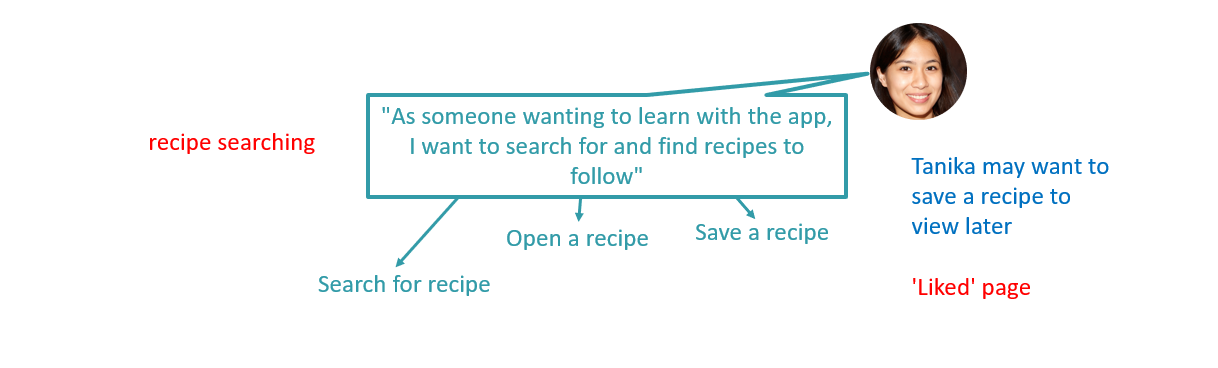 recipe searching
"As someone wanting to learn with the app,
I want to search for and find recipes to
follow"
Tanika may want to
save a recipe to
view later
Search for recipe
Open a recipe
Save a recipe
'Liked' page